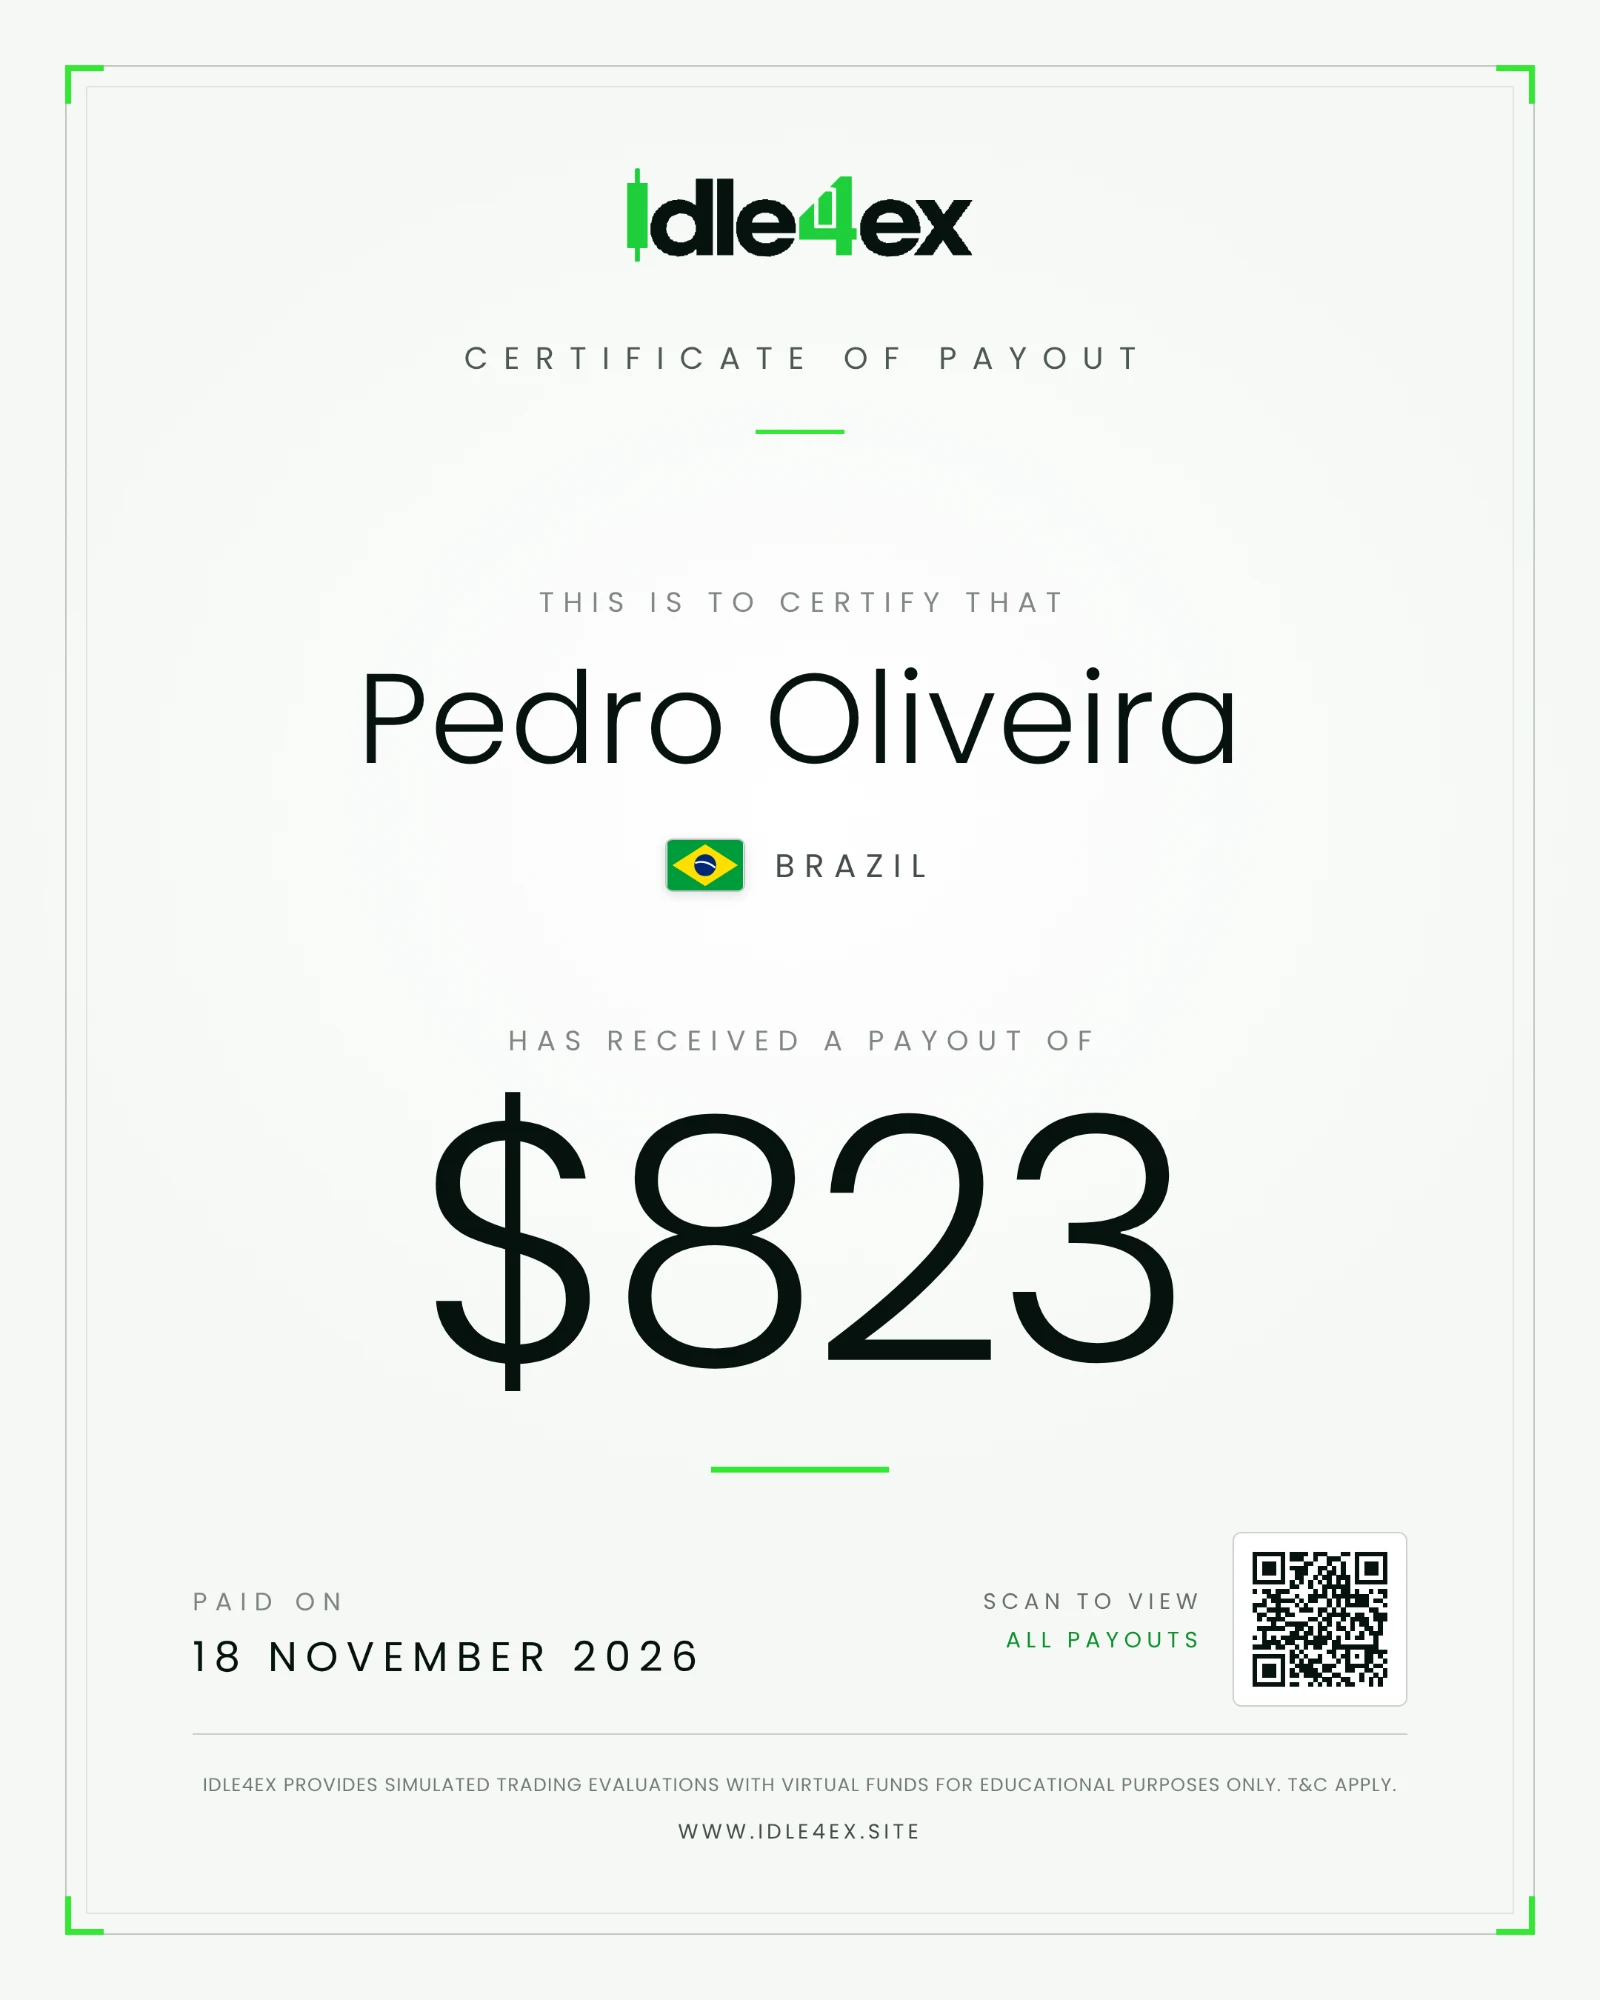 Idle4ex
CERTIFICATE OF PAYOUT
THIS IS TO CERTIFY THAT
Pedro Oliveira
BRAZIL
HAS RECEIVED A PAYOUT OF
$823
PAID ON
18 NOVEMBER 2026
SCAN TO VIEW
ALL PAYOUTS
IDLE4EX PROVIDES SIMULATED TRADING EVALUATIONS WITH VIRTUAL FUNDS FOR EDUCATIONAL PURPOSES ONLY. T&C APPLY.
WWW.IDLE4EX.SITE